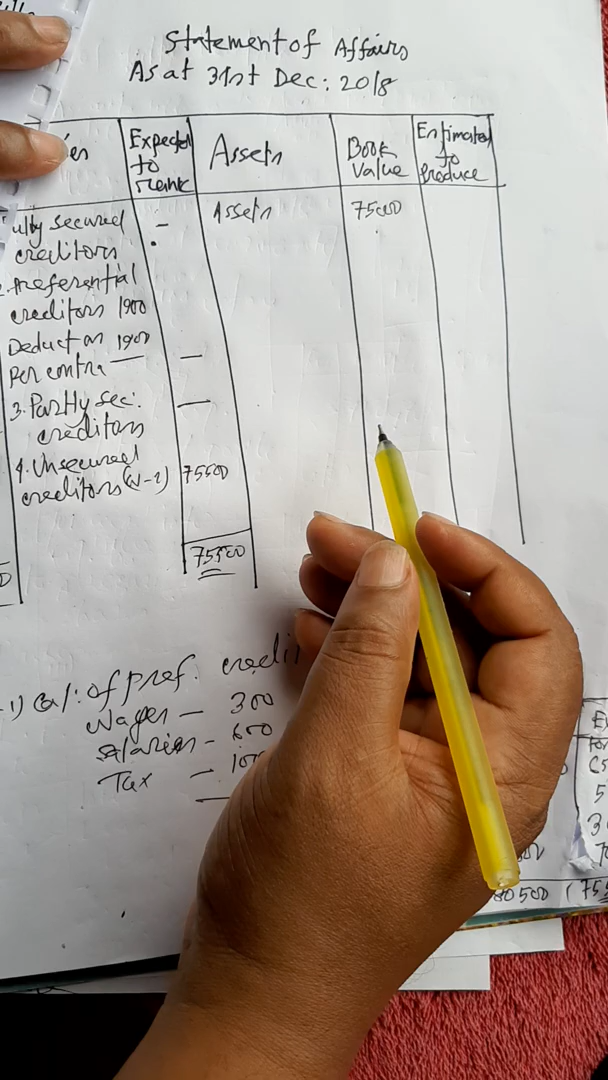 Statement of Affairs
As at 31st Dec: 2018
Expected to Rank
Assets
Book Value
Estimated to Produce
ully secured
creditors
-
Assets
75000
Preferential
creditors 1900
Deduct as 1900
per contra — —
3. Partly sec: —
creditors
4. Unsecured
creditors (W-2) 75500
75500
Cal: of pref. credi
Wages — 300
Salaries - 600
Tax — 100
80500